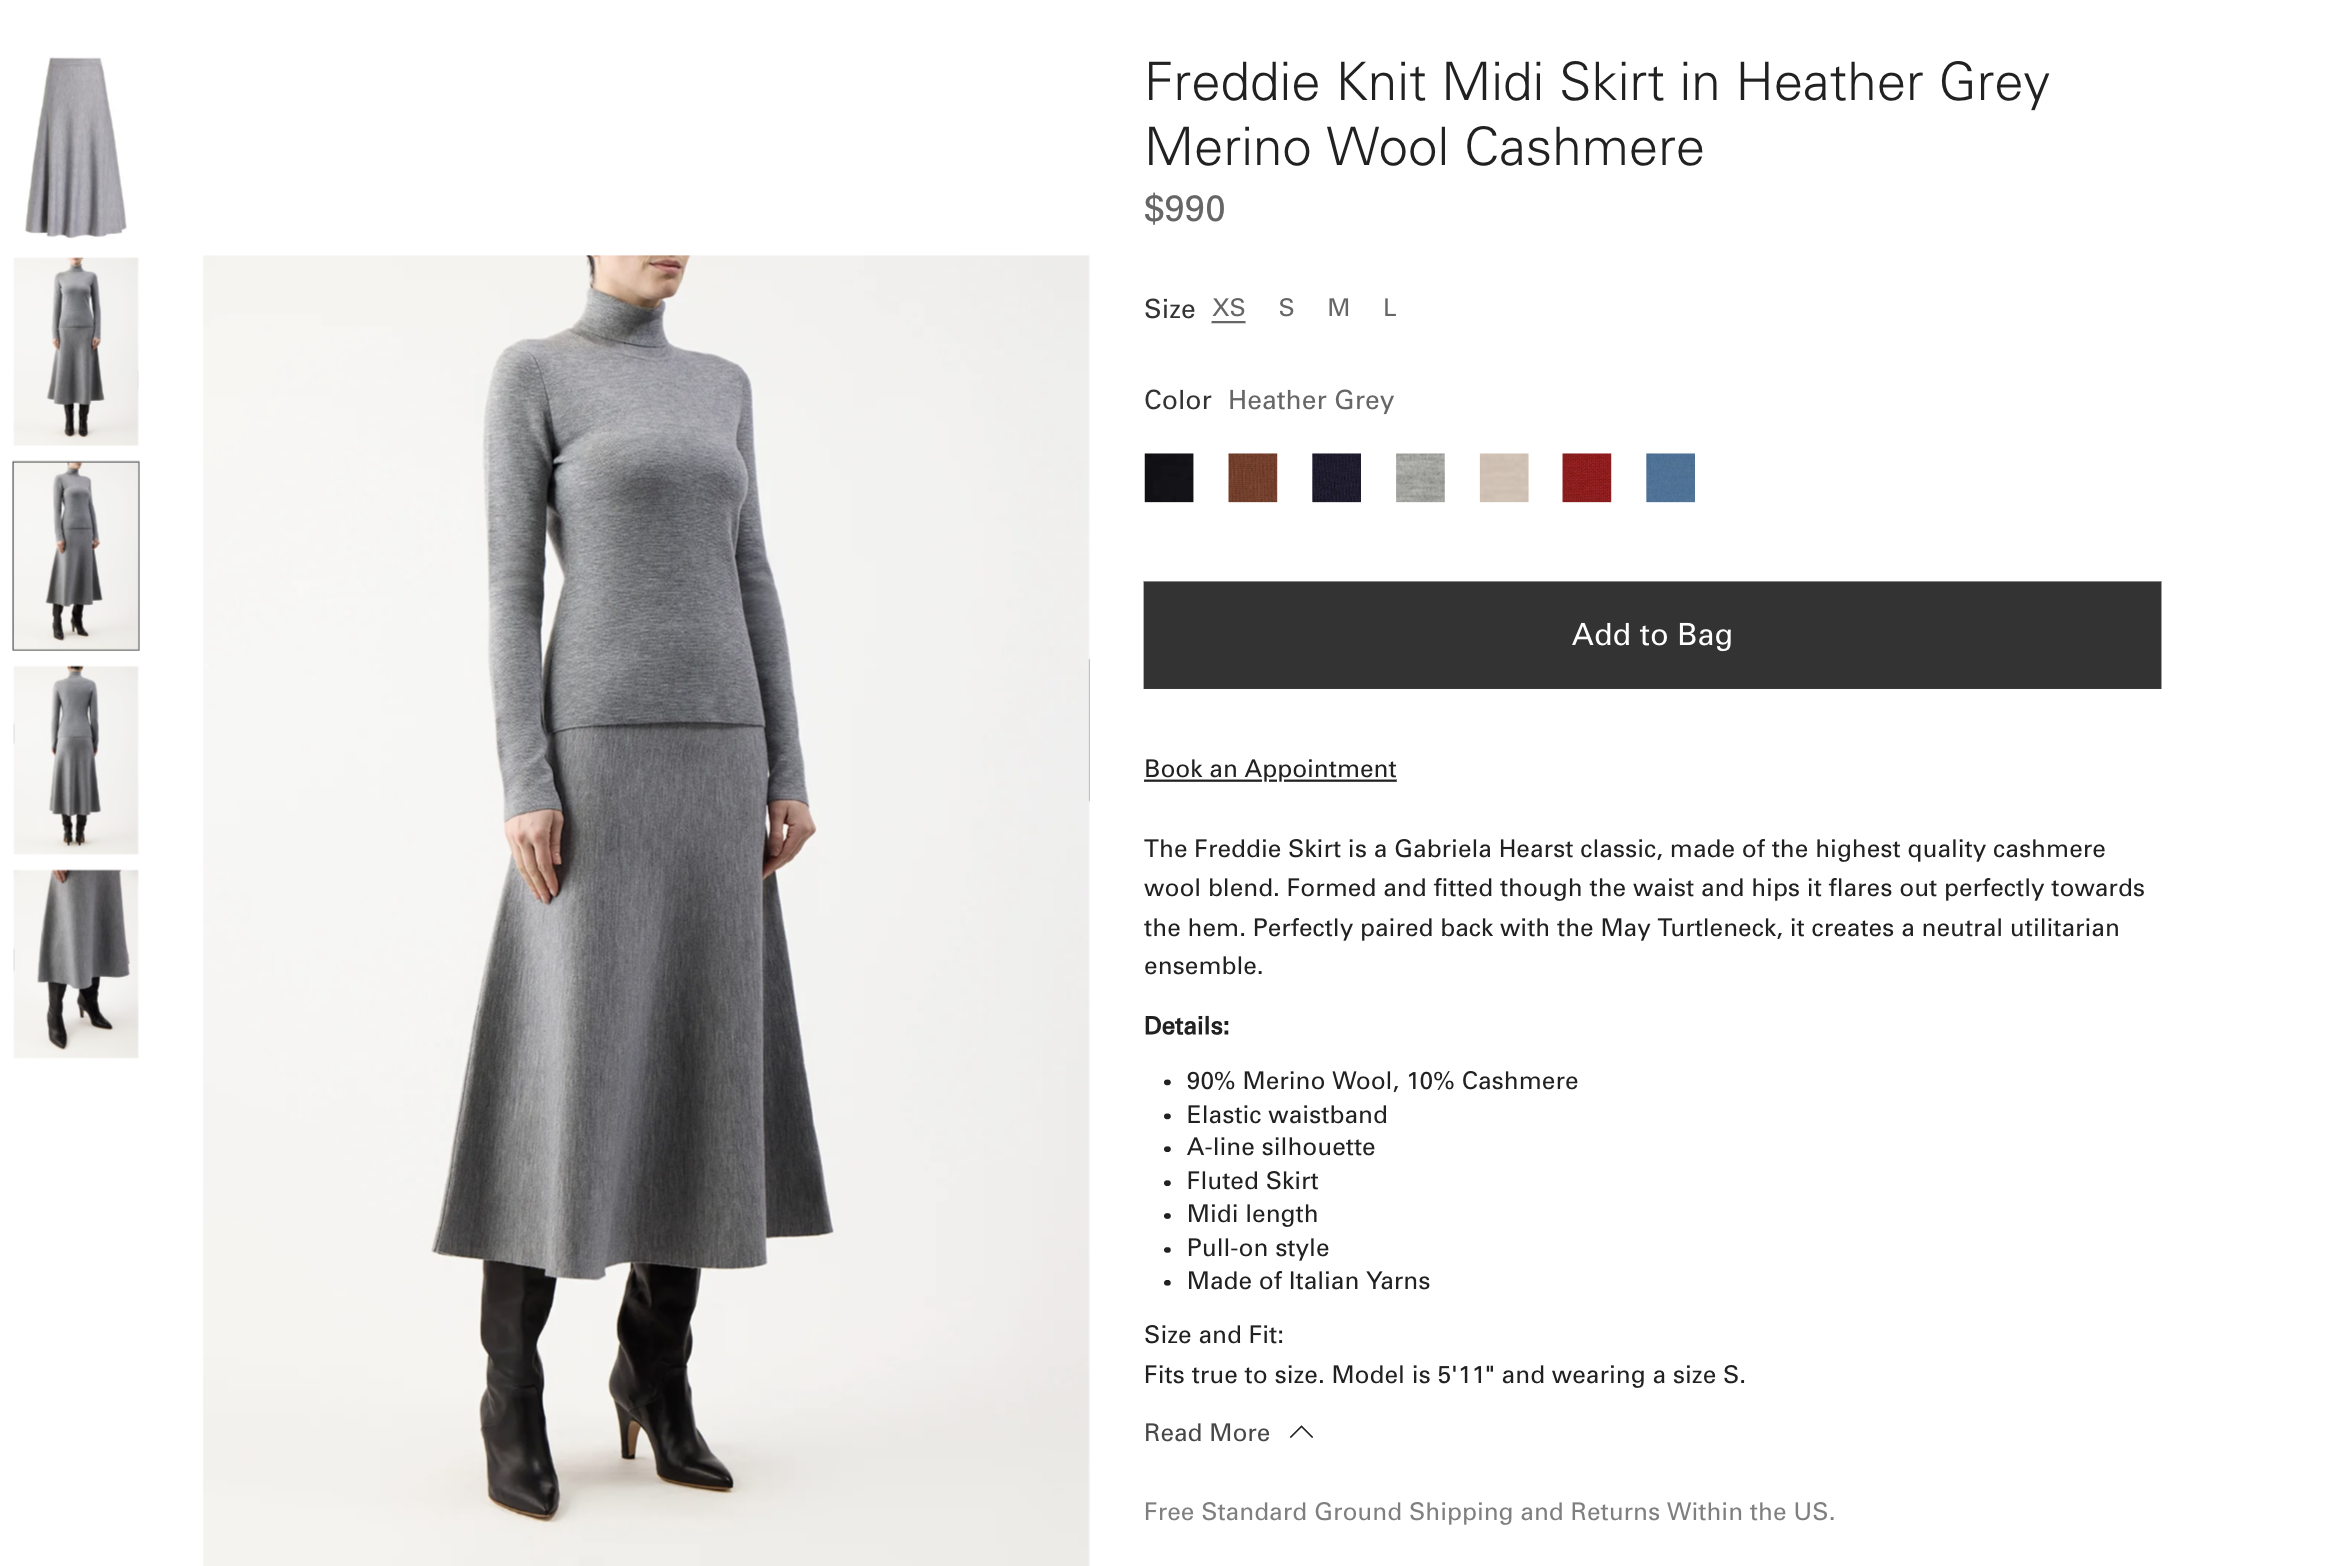 Freddie Knit Midi Skirt in Heather Grey
Merino Wool Cashmere
$990
Size XS S M L
Color Heather Grey
Add to Bag
Book an Appointment
The Freddie Skirt is a Gabriela Hearst classic, made of the highest quality cashmere
wool blend. Formed and fitted though the waist and hips it flares out perfectly towards
the hem. Perfectly paired back with the May Turtleneck, it creates a neutral utilitarian
ensemble.
Details:
• 90% Merino Wool, 10% Cashmere
• Elastic waistband
• A-line silhouette
• Fluted Skirt
• Midi length
• Pull-on style
• Made of Italian Yarns
Size and Fit:
Fits true to size. Model is 5'11" and wearing a size S.
Read More
Free Standard Ground Shipping and Returns Within the US.